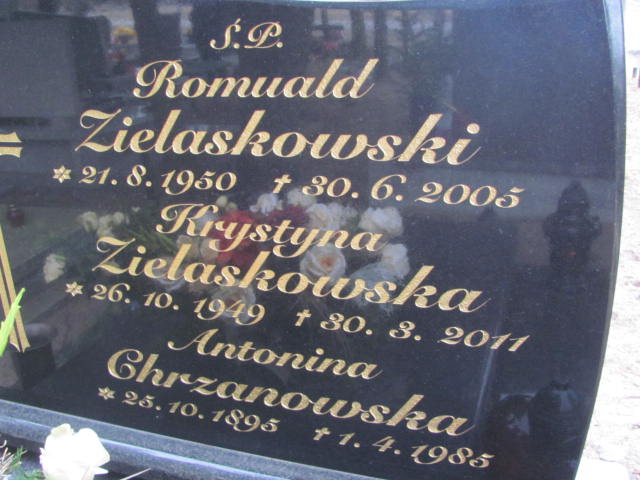 Ś.P.
Romuald
Zielaskowski
* 21. 8. 1950 † 30. 6. 2005
Krystyna
Zielaskowska
* 26. 10. 1949 † 30. 3. 2011
Antonina
Chrzanowska
* 25. 10. 1895 † 1. 4. 1985